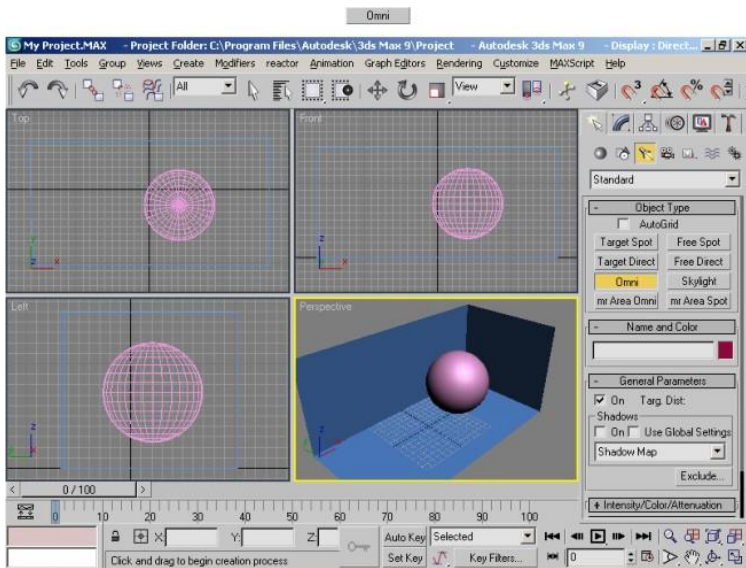 Omni
My Project.MAX - Project Folder: C:\Program Files\Autodesk\3ds Max 9\Project - Autodesk 3ds Max 9 - Display : Direct...
File Edit Tools Group Views Create Modifiers reactor Animation Graph Editors Rendering Customize MAXScript Help
All
View
Top
Front
Left
Perspective
y
z x
z
x
z
y
z
x
Standard
- Object Type
AutoGrid
Target Spot Free Spot
Target Direct Free Direct
Omni Skylight
mr Area Omni mr Area Spot
- Name and Color
- General Parameters
On Targ. Dist:
Shadows
On Use Global Settings
Shadow Map
Exclude...
+ Intensity/Color/Attenuation
< 0 / 100 >
0 10 20 30 40 50 60 70 80 90 100
X: Y: Z:
Auto Key Selected
Click and drag to begin creation process
Set Key Key Filters...
0